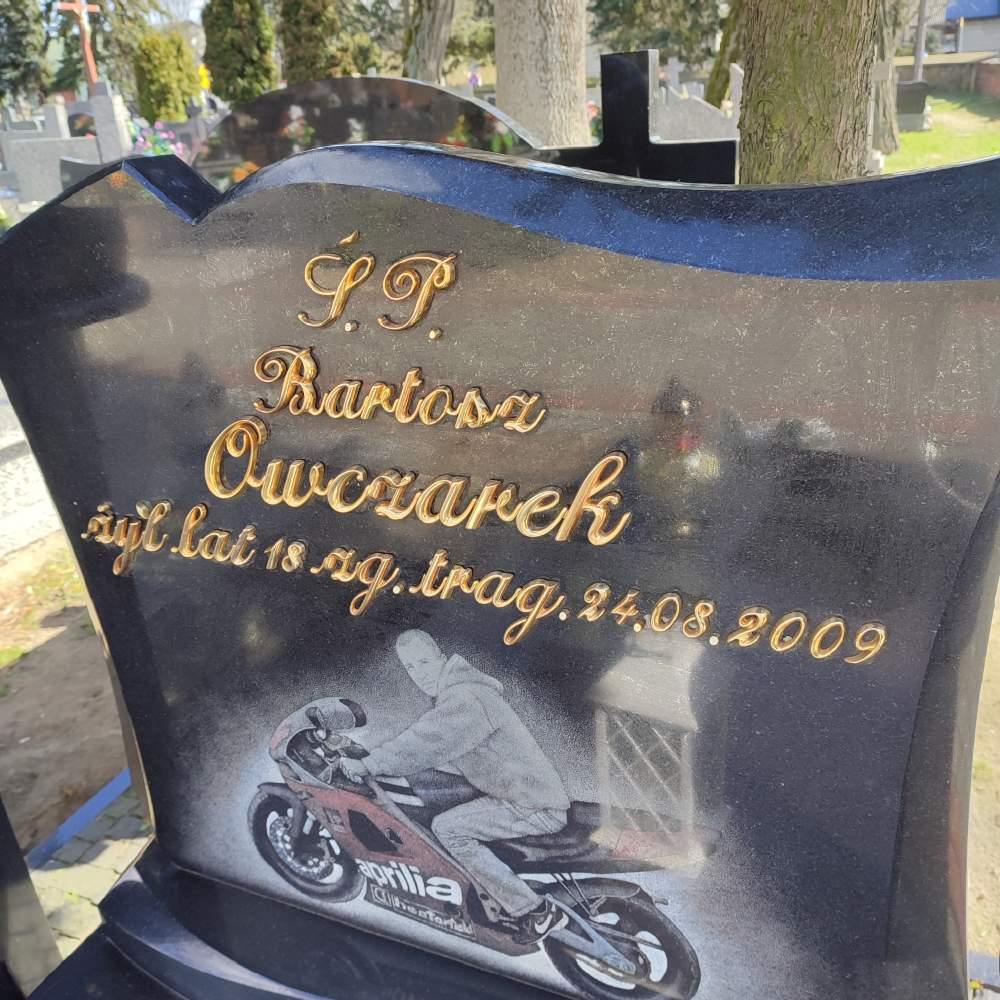 Ś.P.
Bartosz
Owczarek
żył lat 18 zg. trag. 24.08.2009
aprilia